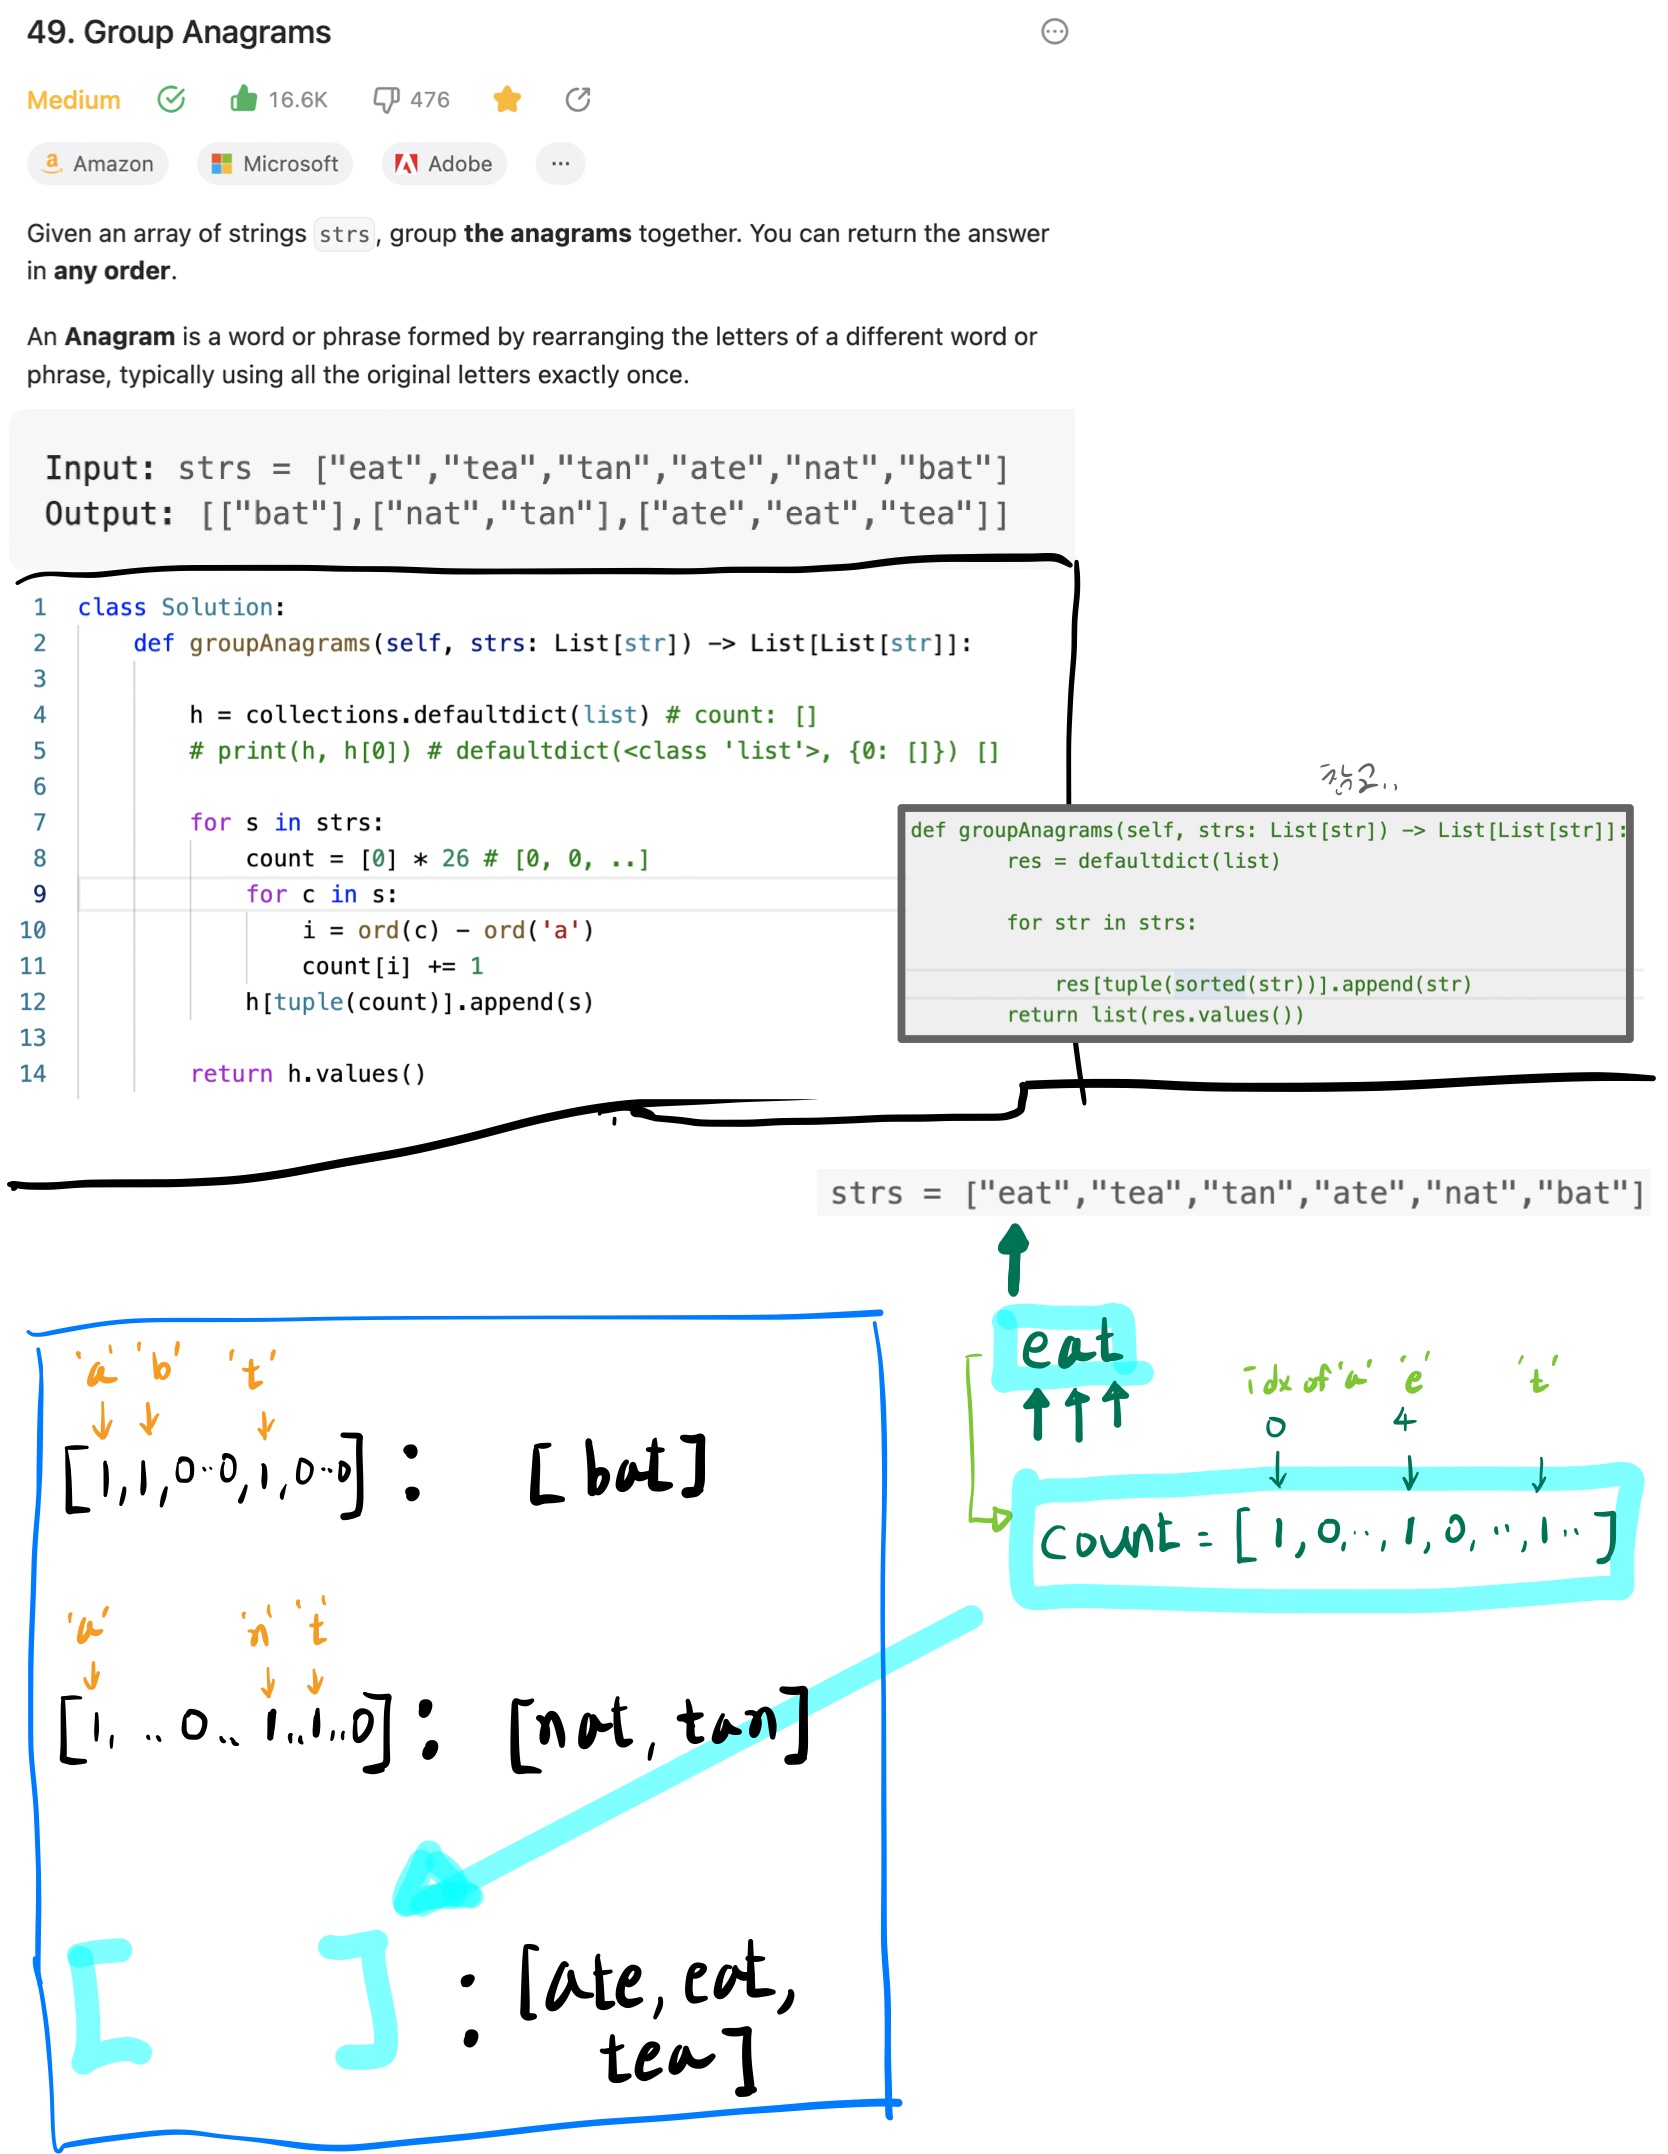 49. Group Anagrams
Medium 16.6K 476
Amazon Microsoft Adobe ...
Given an array of strings strs, group the anagrams together. You can return the answer
in any order.
An Anagram is a word or phrase formed by rearranging the letters of a different word or
phrase, typically using all the original letters exactly once.
Input: strs = ["eat","tea","tan","ate","nat","bat"]
Output: [["bat"],["nat","tan"],["ate","eat","tea"]]
1 class Solution:
2 def groupAnagrams(self, strs: List[str]) -> List[List[str]]:
3
4 h = collections.defaultdict(list) # count: []
5 # print(h, h[0]) # defaultdict(<class 'list'>, {0: []}) []
6
7 for s in strs:
8 count = [0] * 26 # [0, 0, ..]
9 for c in s:
10 i = ord(c) - ord('a')
11 count[i] += 1
12 h[tuple(count)].append(s)
13
14 return h.values()
참고..
def groupAnagrams(self, strs: List[str]) -> List[List[str]]:
res = defaultdict(list)
for str in strs:
res[tuple(sorted(str))].append(str)
return list(res.values())
strs = ["eat","tea","tan","ate","nat","bat"]
eat
idx of 'a' 'e' 't'
0 4
count = [1,0,..,1,0,..,1..]
'a' 'b' 't'
[1,1,0..0,1,0..0] : [bat]
'a' 'n' 't'
[1, ..0.. 1..1..0] : [nat, tan]
[ ] : [ate, eat,
tea]